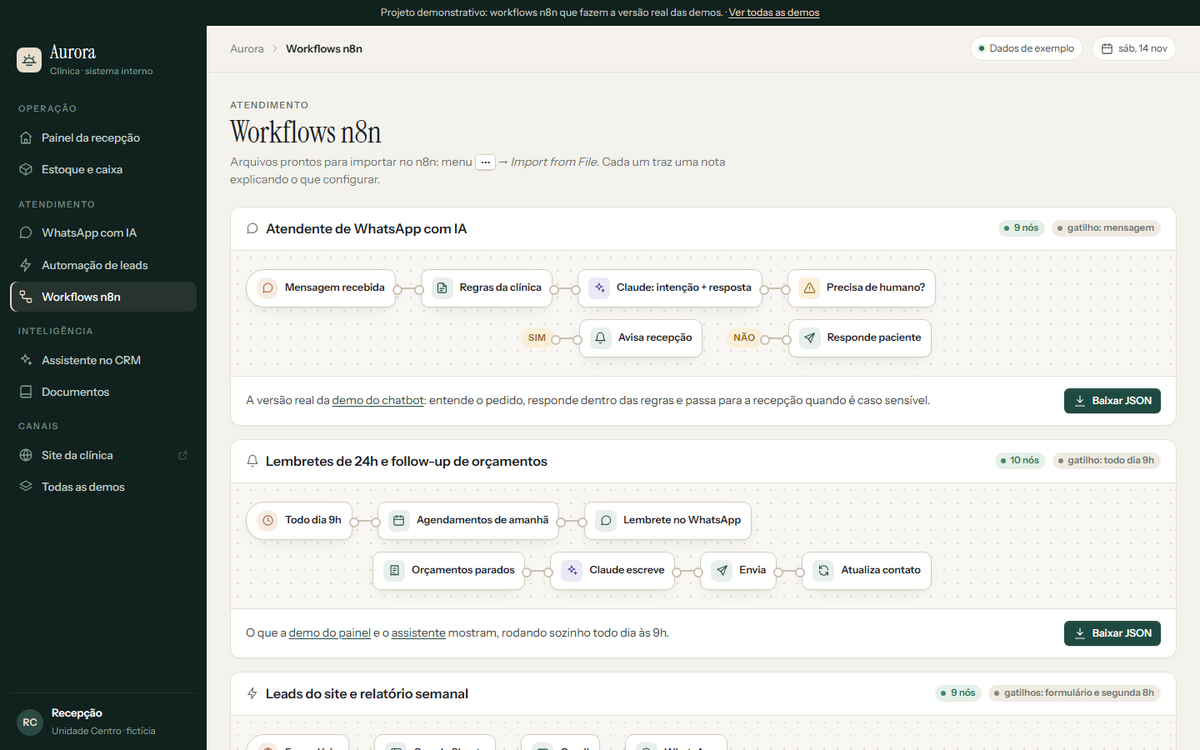 Projeto demonstrativo: workflows n8n que fazem a versão real das demos. · Ver todas as demos
Aurora
Clínica · sistema interno
OPERAÇÃO
Painel da recepção
Estoque e caixa
ATENDIMENTO
WhatsApp com IA
Automação de leads
Workflows n8n
INTELIGÊNCIA
Assistente no CRM
Documentos
CANAIS
Site da clínica
Todas as demos
RC
Recepção
Unidade Centro · fictícia
Aurora > Workflows n8n
Dados de exemplo
sáb, 14 nov
ATENDIMENTO
Workflows n8n
Arquivos prontos para importar no n8n: menu ··· → Import from File. Cada um traz uma nota
explicando o que configurar.
Atendente de WhatsApp com IA
9 nós
gatilho: mensagem
Mensagem recebida
Regras da clínica
Claude: intenção + resposta
Precisa de humano?
SIM
Avisa recepção
NÃO
Responde paciente
A versão real da demo do chatbot: entende o pedido, responde dentro das regras e passa para a recepção quando é caso sensível.
Baixar JSON
Lembretes de 24h e follow-up de orçamentos
10 nós
gatilho: todo dia 9h
Todo dia 9h
Agendamentos de amanhã
Lembrete no WhatsApp
Orçamentos parados
Claude escreve
Envia
Atualiza contato
O que a demo do painel e o assistente mostram, rodando sozinho todo dia às 9h.
Baixar JSON
Leads do site e relatório semanal
9 nós
gatilhos: formulário e segunda 8h